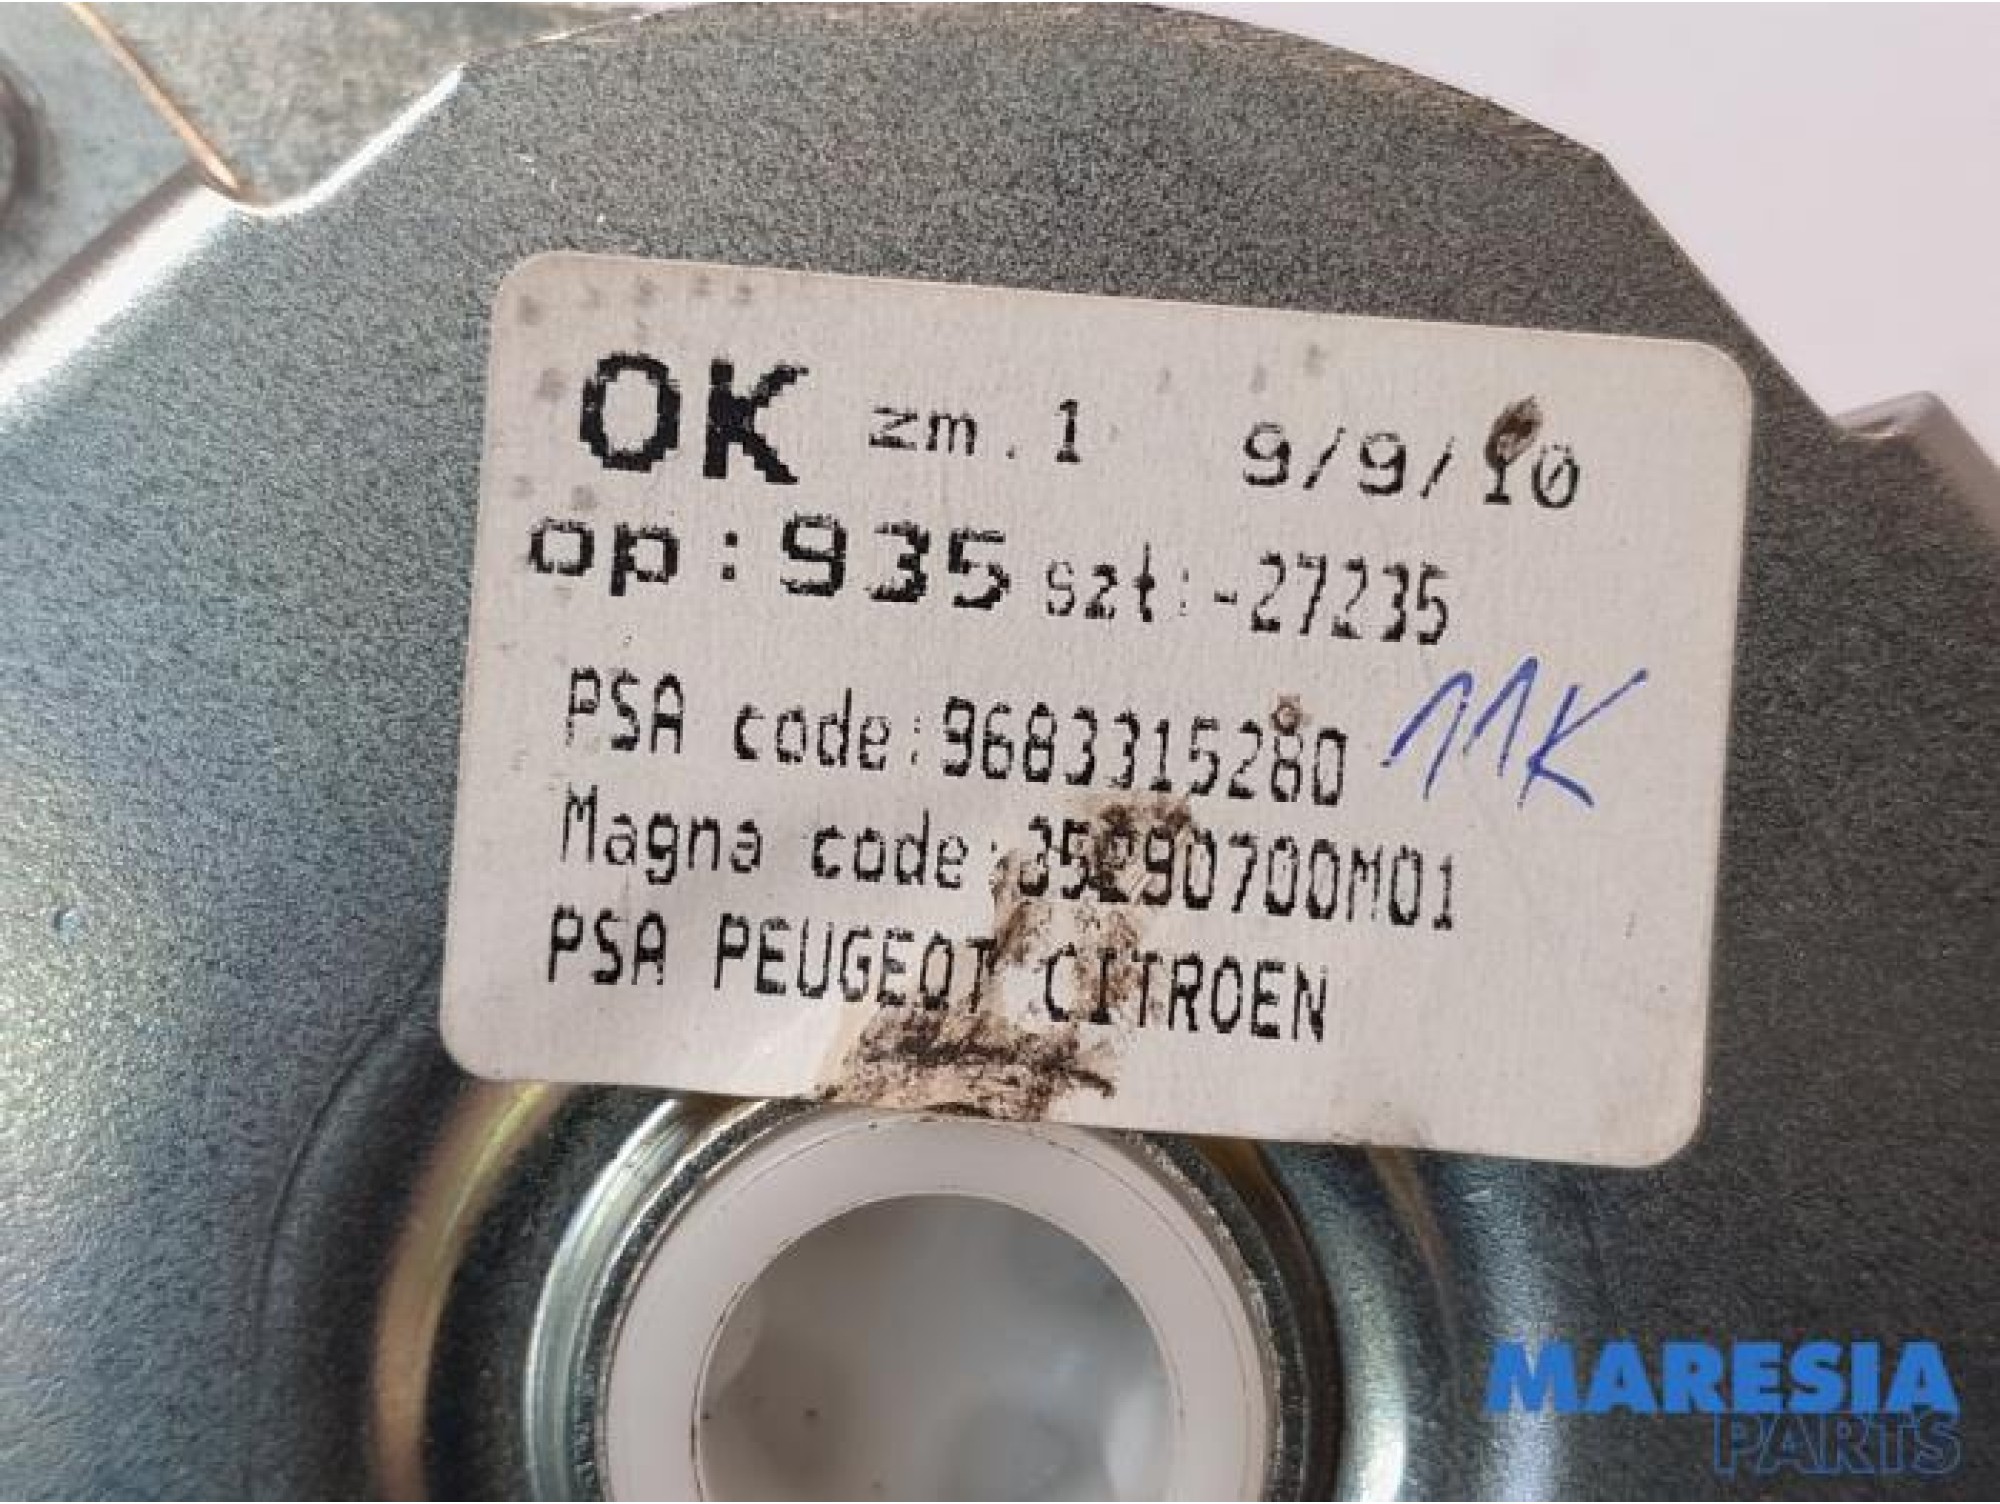 OK zm.1 9/9/10
op:935 szt:-27235
PSA code:9683315280 11K
Magna code:35290700M01
PSA PEUGEOT CITROEN
MARESIA
PARTS